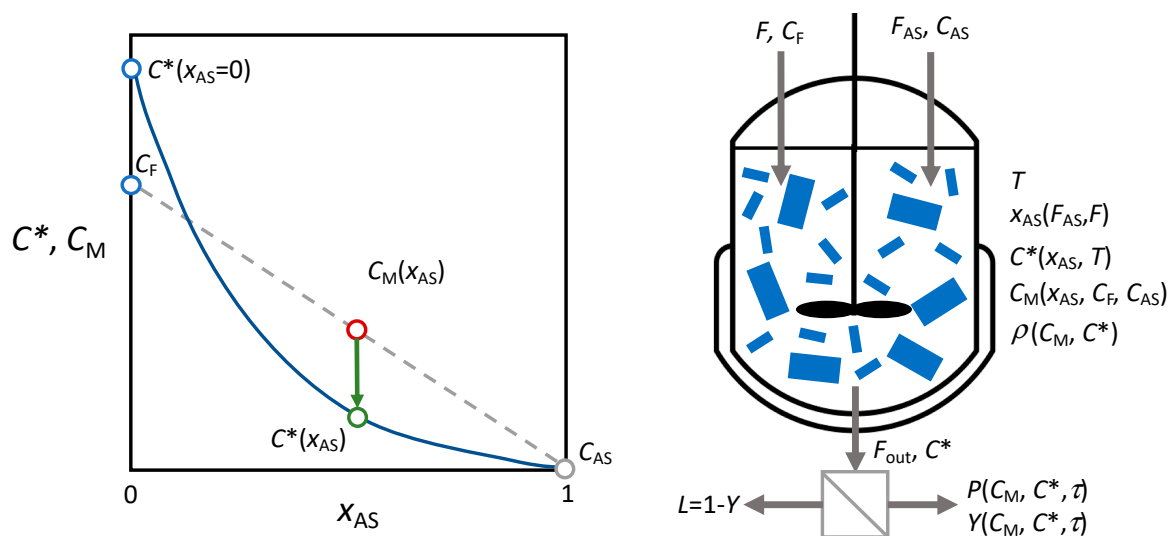 C*(xAS=0)
CF
C*, CM
CM(xAS)
C*(xAS)
CAS
0
xAS
1
F, CF
FAS, CAS
T
xAS(FAS,F)
C*(xAS, T)
CM(xAS, CF, CAS)
ρ(CM, C*)
Fout, C*
L=1-Y
P(CM, C*,τ)
Y(CM, C*,τ)